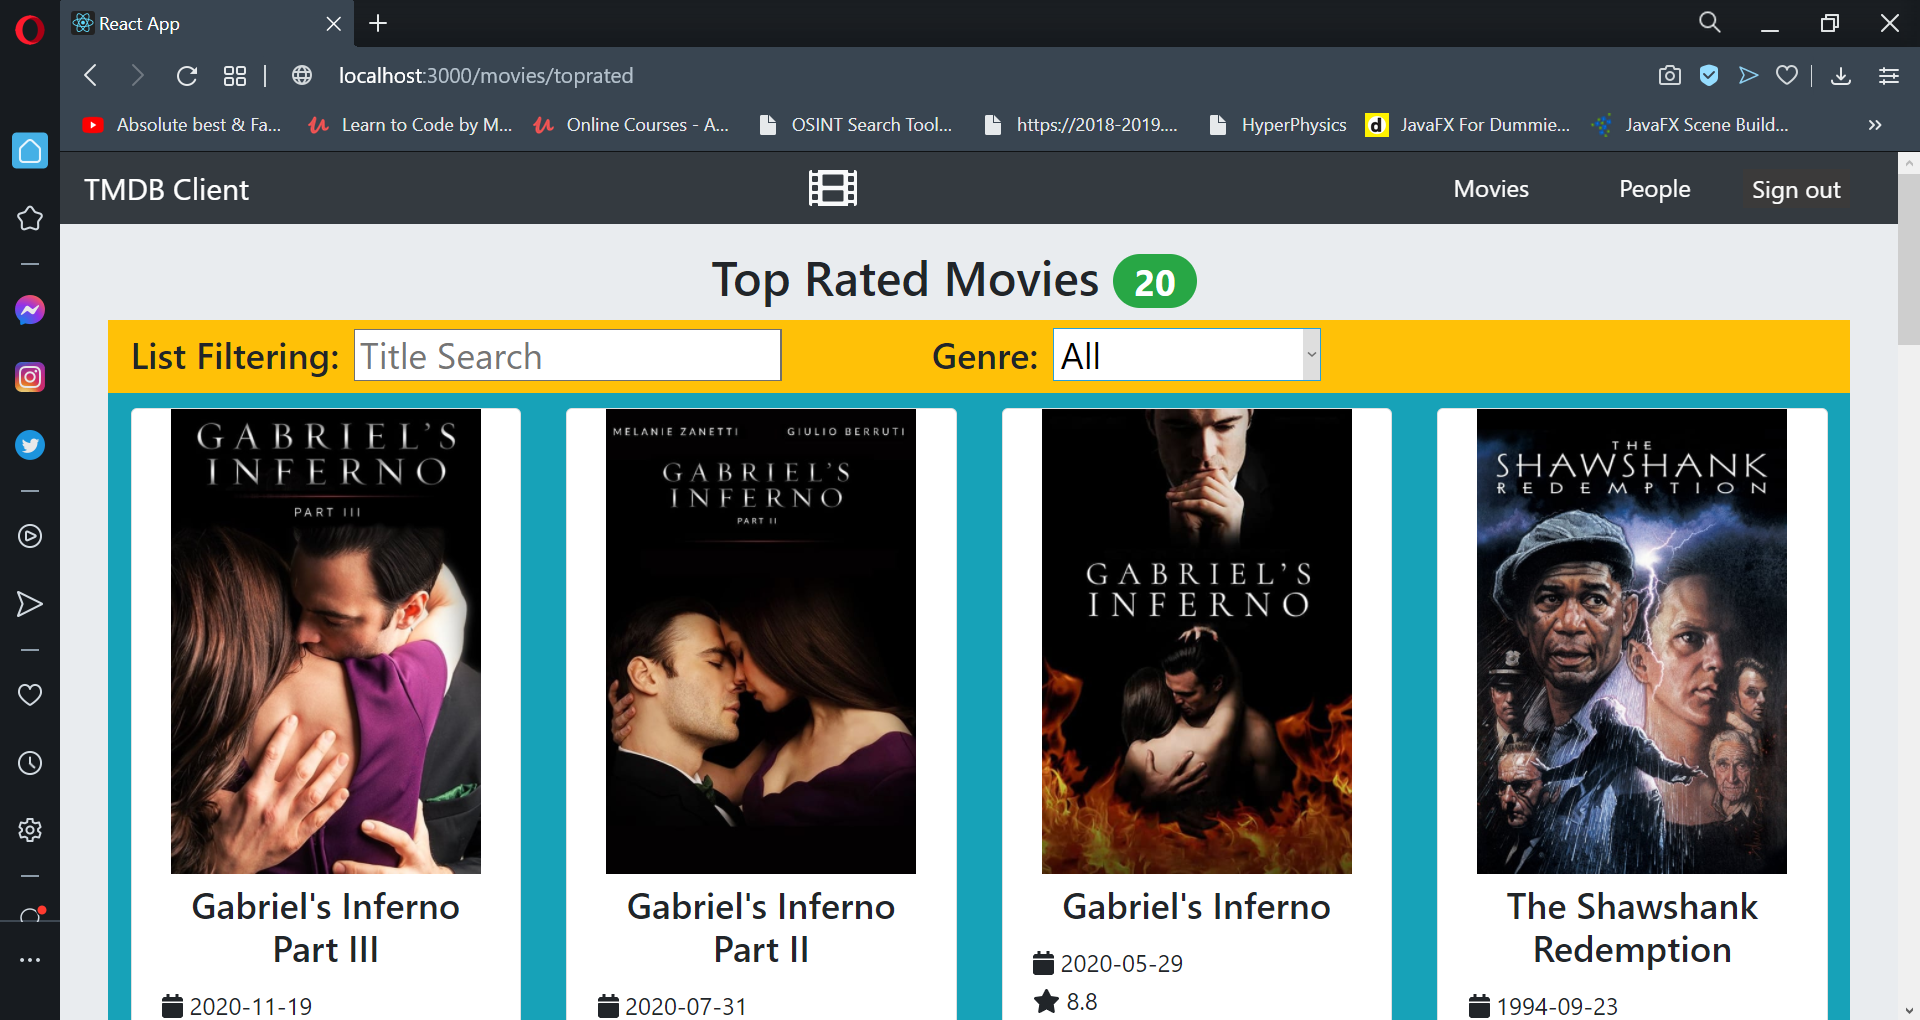 React App
localhost:3000/movies/toprated
Absolute best & Fa...
Learn to Code by M...
Online Courses - A...
OSINT Search Tool...
https://2018-2019....
HyperPhysics
d
JavaFX For Dummie...
JavaFX Scene Build...
TMDB Client
Movies
People
Sign out
Top Rated Movies 20
List Filtering: Title Search
Genre: All
GABRIEL'S
INFERNO
PART III
MELANIE ZANETTI GIULIO BERRUTI
GABRIEL'S
INFERNO
PART II
GABRIEL'S
INFERNO
THE
SHAWSHANK
REDEMPTION
Gabriel's Inferno
Part III
2020-11-19
Gabriel's Inferno
Part II
2020-07-31
Gabriel's Inferno
2020-05-29
8.8
The Shawshank
Redemption
1994-09-23